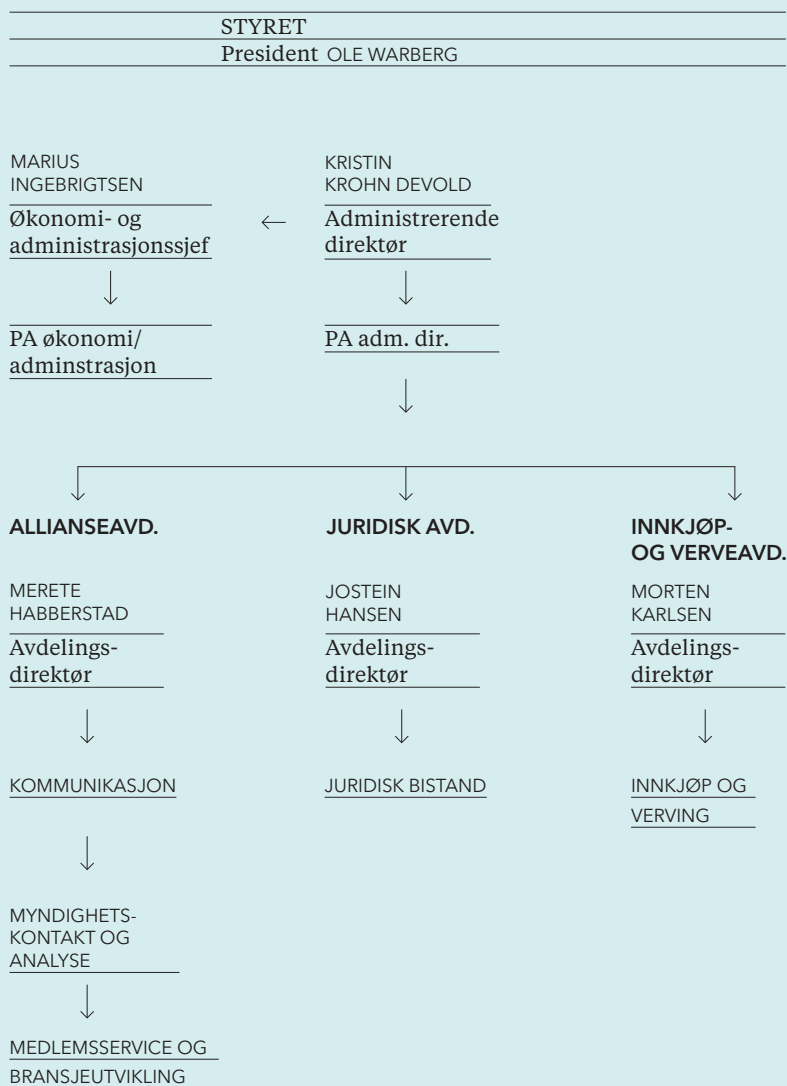 STYRET
President OLE WARBERG
MARIUS
INGEBRIGTSEN
Økonomi- og
administrasjonssjef
KRISTIN
KROHN DEVOLD
Administrerende
direktør
PA økonomi/
adminstrasjon
PA adm. dir.
ALLIANSEAVD.
MERETE
HABBERSTAD
Avdelings-
direktør
KOMMUNIKASJON
MYNDIGHETS-
KONTAKT OG
ANALYSE
MEDLEMSSERVICE OG
BRANSJEUTVIKLING
JURIDISK AVD.
JOSTEIN
HANSEN
Avdelings-
direktør
JURIDISK BISTAND
INNKJØP-
OG VERVEAVD.
MORTEN
KARLSEN
Avdelings-
direktør
INNKJØP OG
VERVING